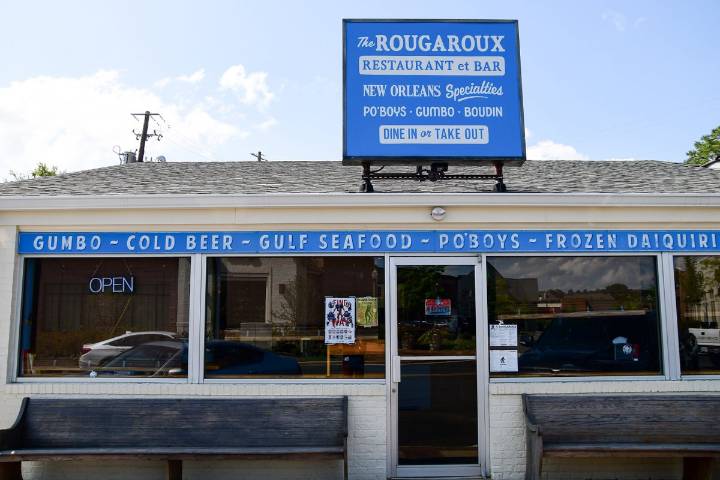 The ROUGAROUX
RESTAURANT et BAR
NEW ORLEANS Specialties
PO'BOYS · GUMBO · BOUDIN
DINE IN or TAKE OUT
GUMBO ~ COLD BEER ~ GULF SEAFOOD ~ PO'BOYS ~ FROZEN DAIQUIRI
OPEN